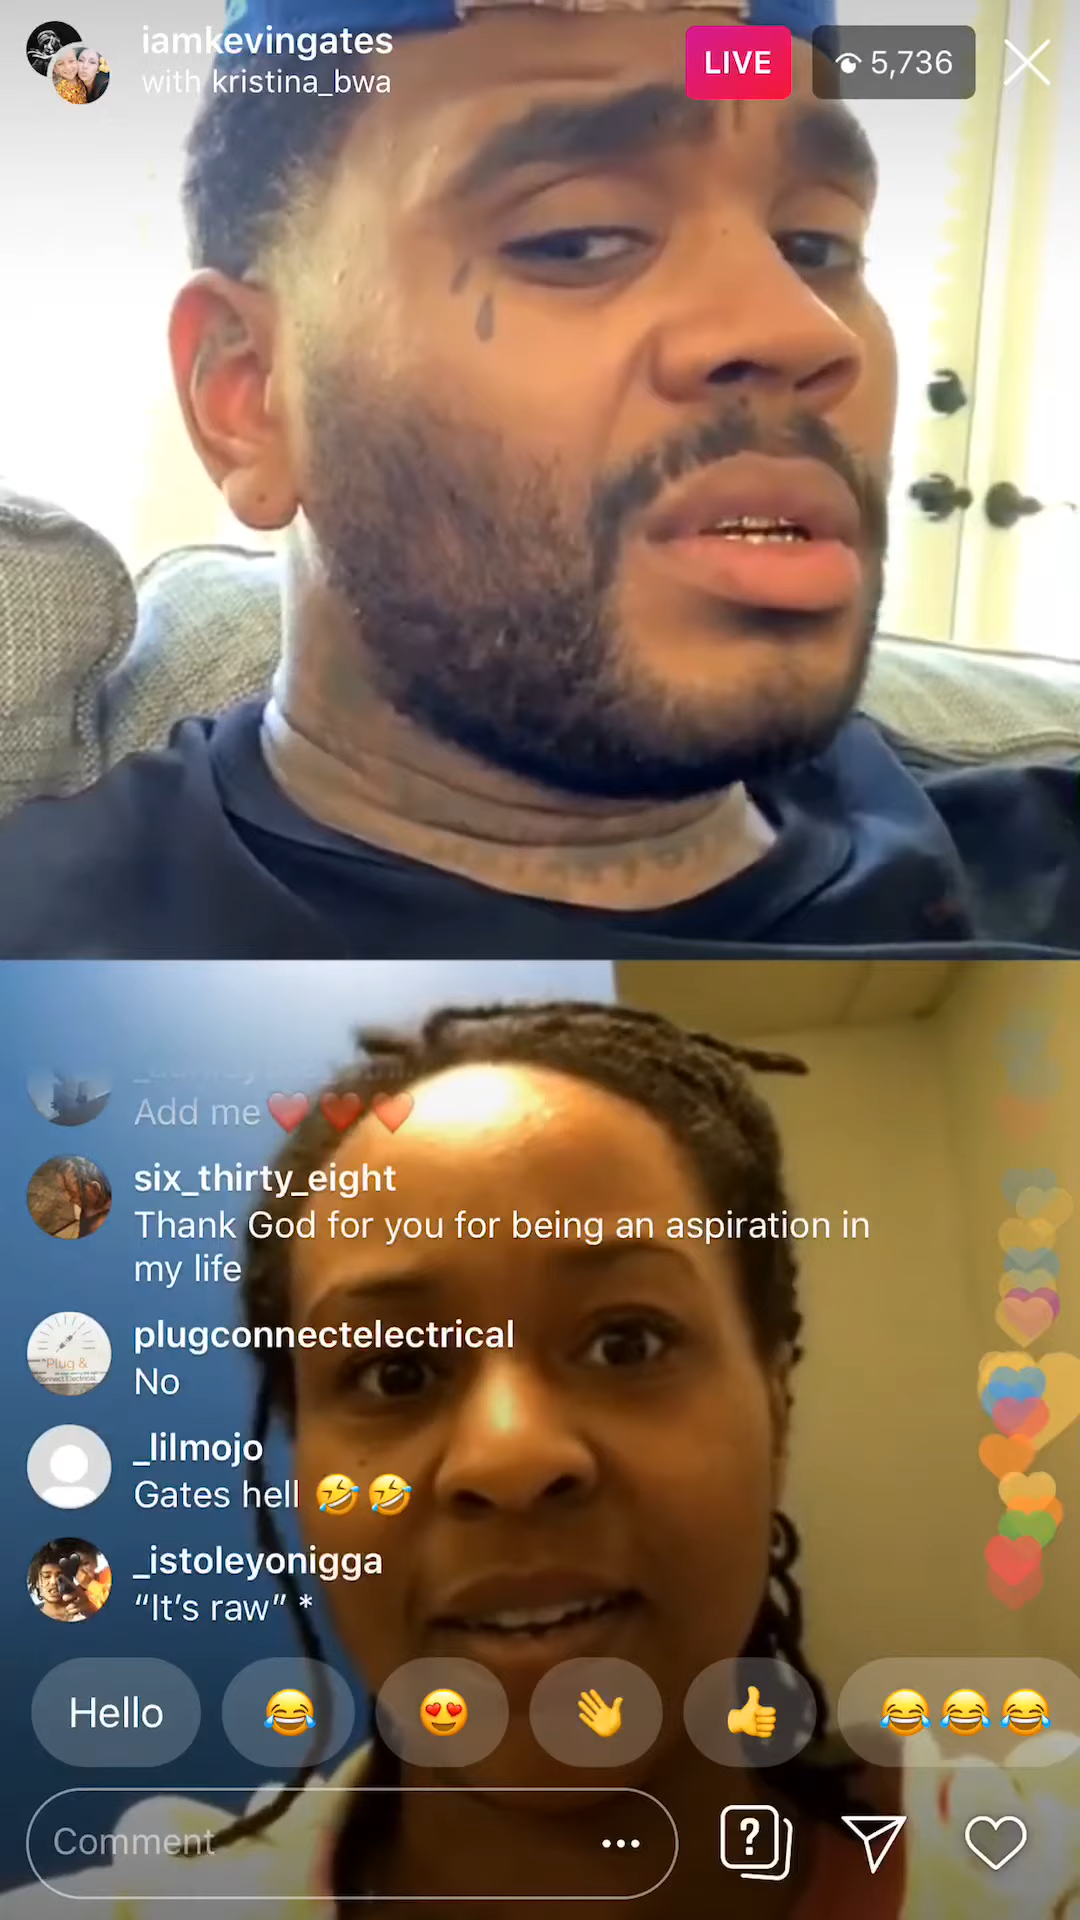 iamkevingates
LIVE
5,736
with kristina_bwa
Add me❤️❤️❤️
six_thirty_eight
Thank God for you for being an aspiration in
my life
plugconnectelectrical
Plug &
No
_lilmojo
Gates hell 🤣🤣
_istoleyonigga
“It’s raw” *
Hello
😂
😍
👋
👍
😂😂😂
Comment
?